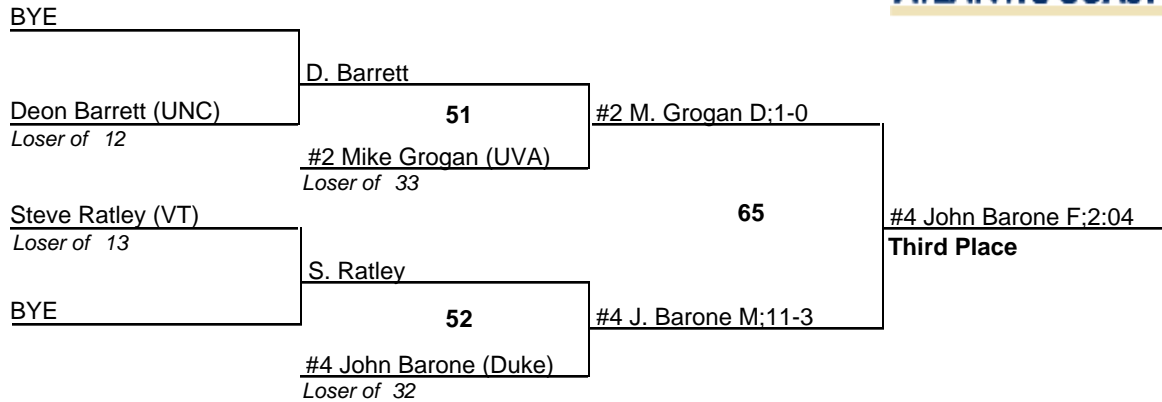 ATLANTIC COAST
BYE
D. Barrett
Deon Barrett (UNC)
51
#2 M. Grogan D;1-0
Loser of 12
#2 Mike Grogan (UVA)
Loser of 33
Steve Ratley (VT)
65
#4 John Barone F;2:04
Loser of 13
Third Place
S. Ratley
BYE
52
#4 J. Barone M;11-3
#4 John Barone (Duke)
Loser of 32